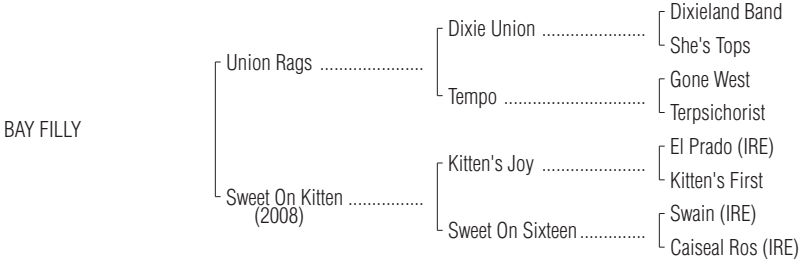 Dixieland Band
Dixie Union ......................
She's Tops
Union Rags ......................
Gone West
Tempo ..............................
Terpsichorist
BAY FILLY
El Prado (IRE)
Kitten's Joy ......................
Kitten's First
Sweet On Kitten ................
(2008)
Swain (IRE)
Sweet On Sixteen ..............
Caiseal Ros (IRE)